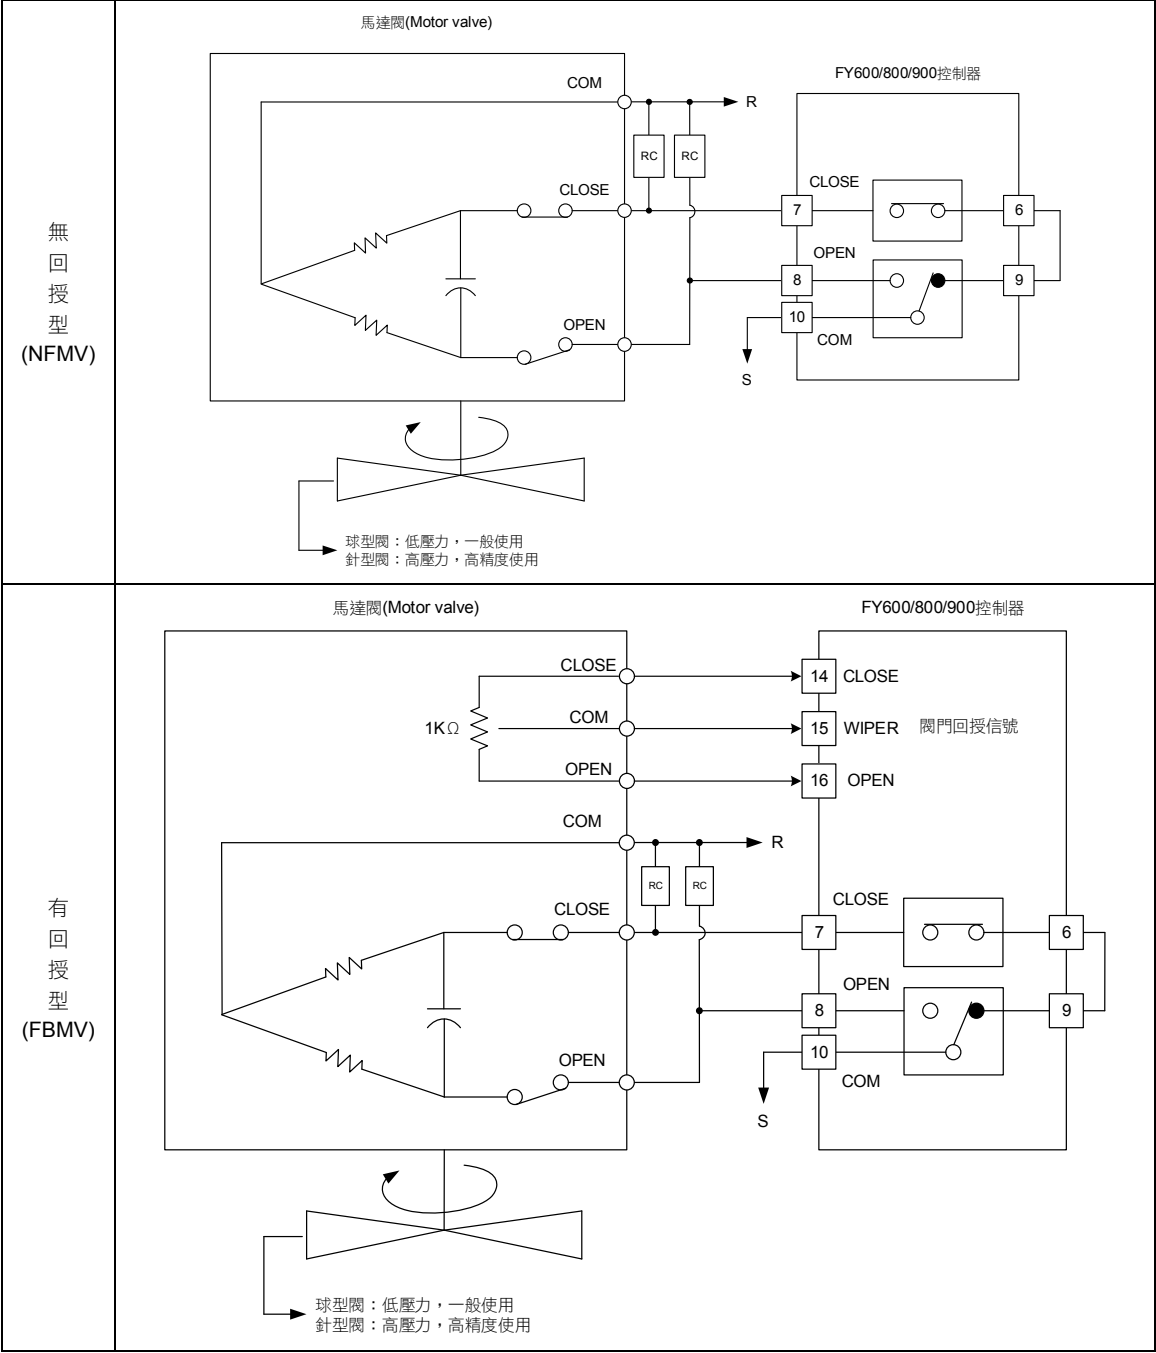 無
回
授
型
(NFMV)
馬達閥(Motor valve)
FY600/800/900控制器
COM
R
RC
RC
CLOSE
CLOSE
7
6
OPEN
8
9
OPEN
10
COM
S
球型閥：低壓力，一般使用
針型閥：高壓力，高精度使用
有
回
授
型
(FBMV)
馬達閥(Motor valve)
FY600/800/900控制器
CLOSE
14 CLOSE
1KΩ
COM
15 WIPER 閥門回授信號
OPEN
16 OPEN
COM
R
RC
RC
CLOSE
CLOSE
7
6
OPEN
8
9
OPEN
10
COM
S
球型閥：低壓力，一般使用
針型閥：高壓力，高精度使用